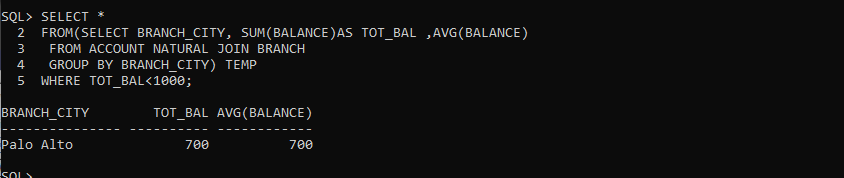 SQL> SELECT *
  2  FROM(SELECT BRANCH_CITY, SUM(BALANCE)AS TOT_BAL ,AVG(BALANCE)
  3   FROM ACCOUNT NATURAL JOIN BRANCH
  4   GROUP BY BRANCH_CITY) TEMP
  5  WHERE TOT_BAL<1000;
BRANCH_CITY        TOT_BAL AVG(BALANCE)
--------------- ---------- ------------
Palo Alto              700          700
SQL>